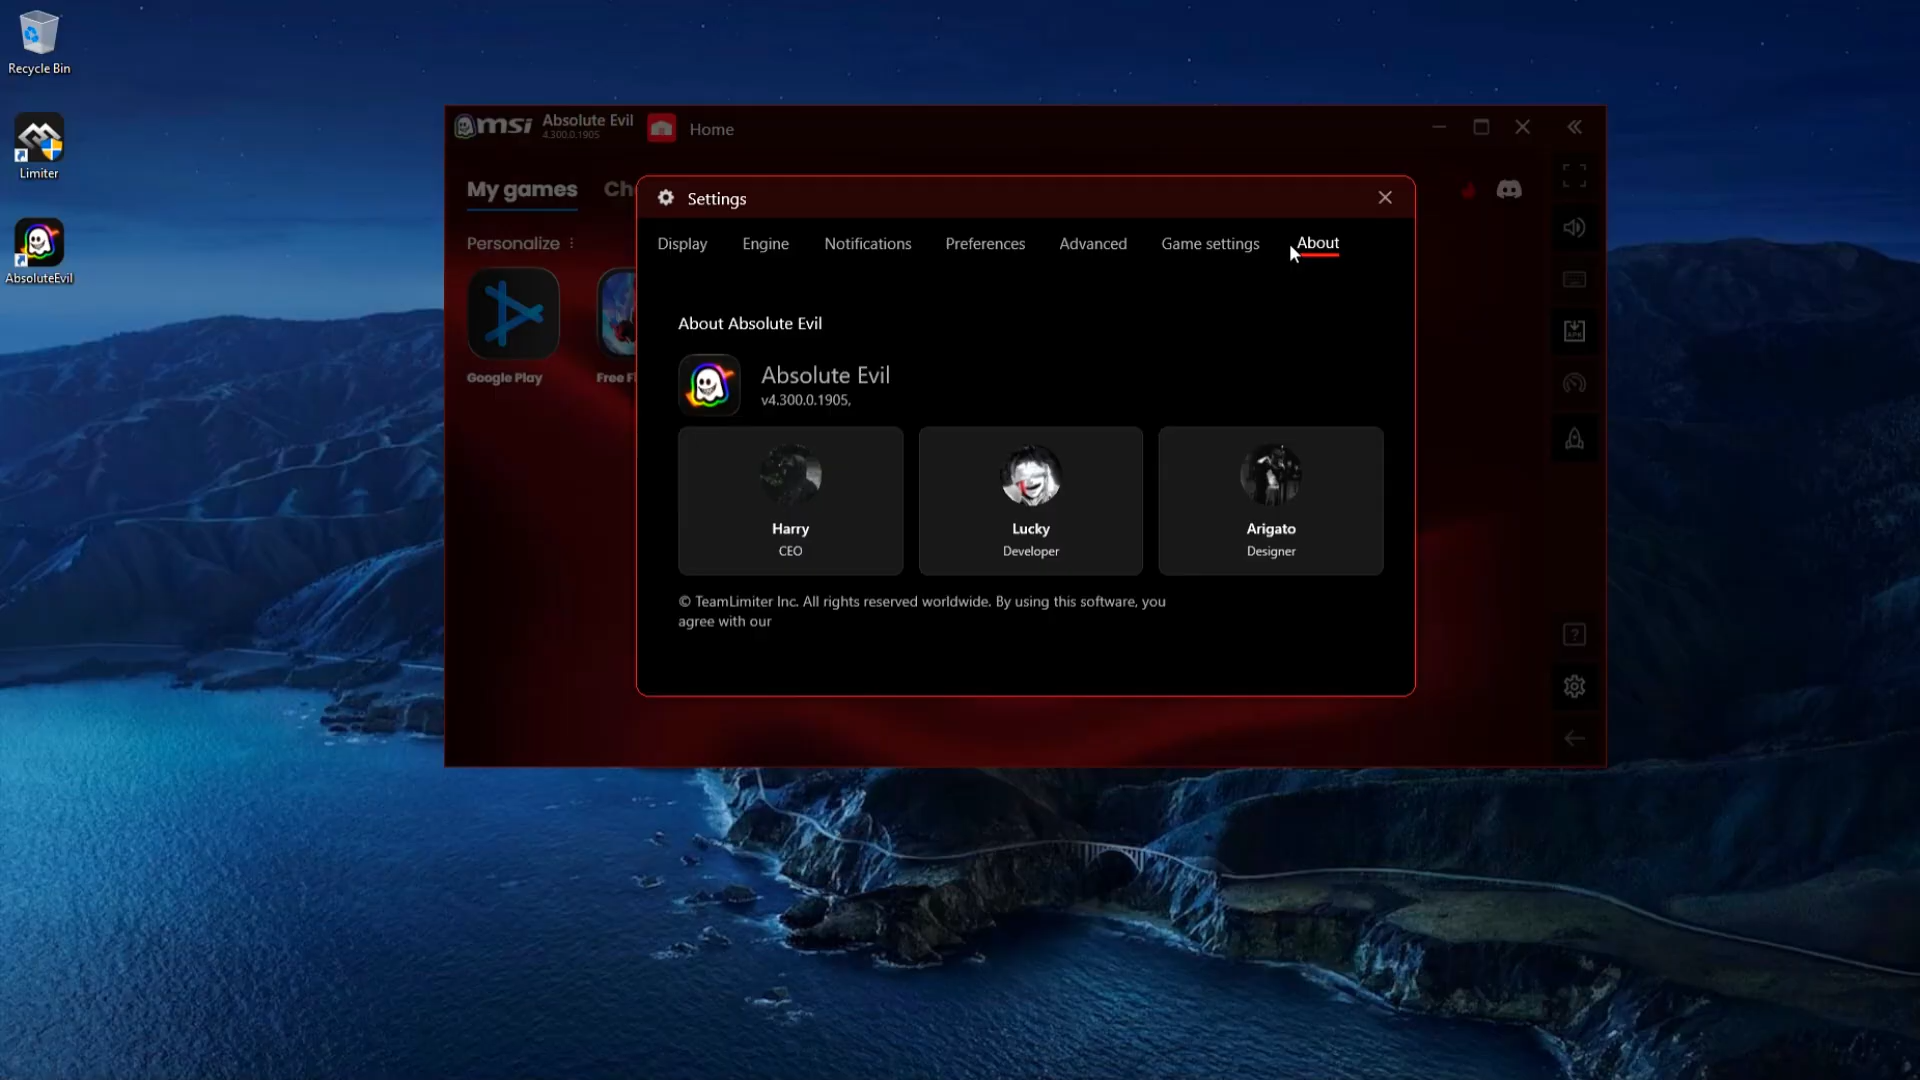 Recycle Bin
Limiter
AbsoluteEvil
msi
Absolute Evil
4.300.0.1905
Home
My games
Personalize
Google Play
Settings
Display
Engine
Notifications
Preferences
Advanced
Game settings
About
About Absolute Evil
Absolute Evil
v4.300.0.1905,
Harry
CEO
Lucky
Developer
Arigato
Designer
© TeamLimiter Inc. All rights reserved worldwide. By using this software, you
agree with our
APK